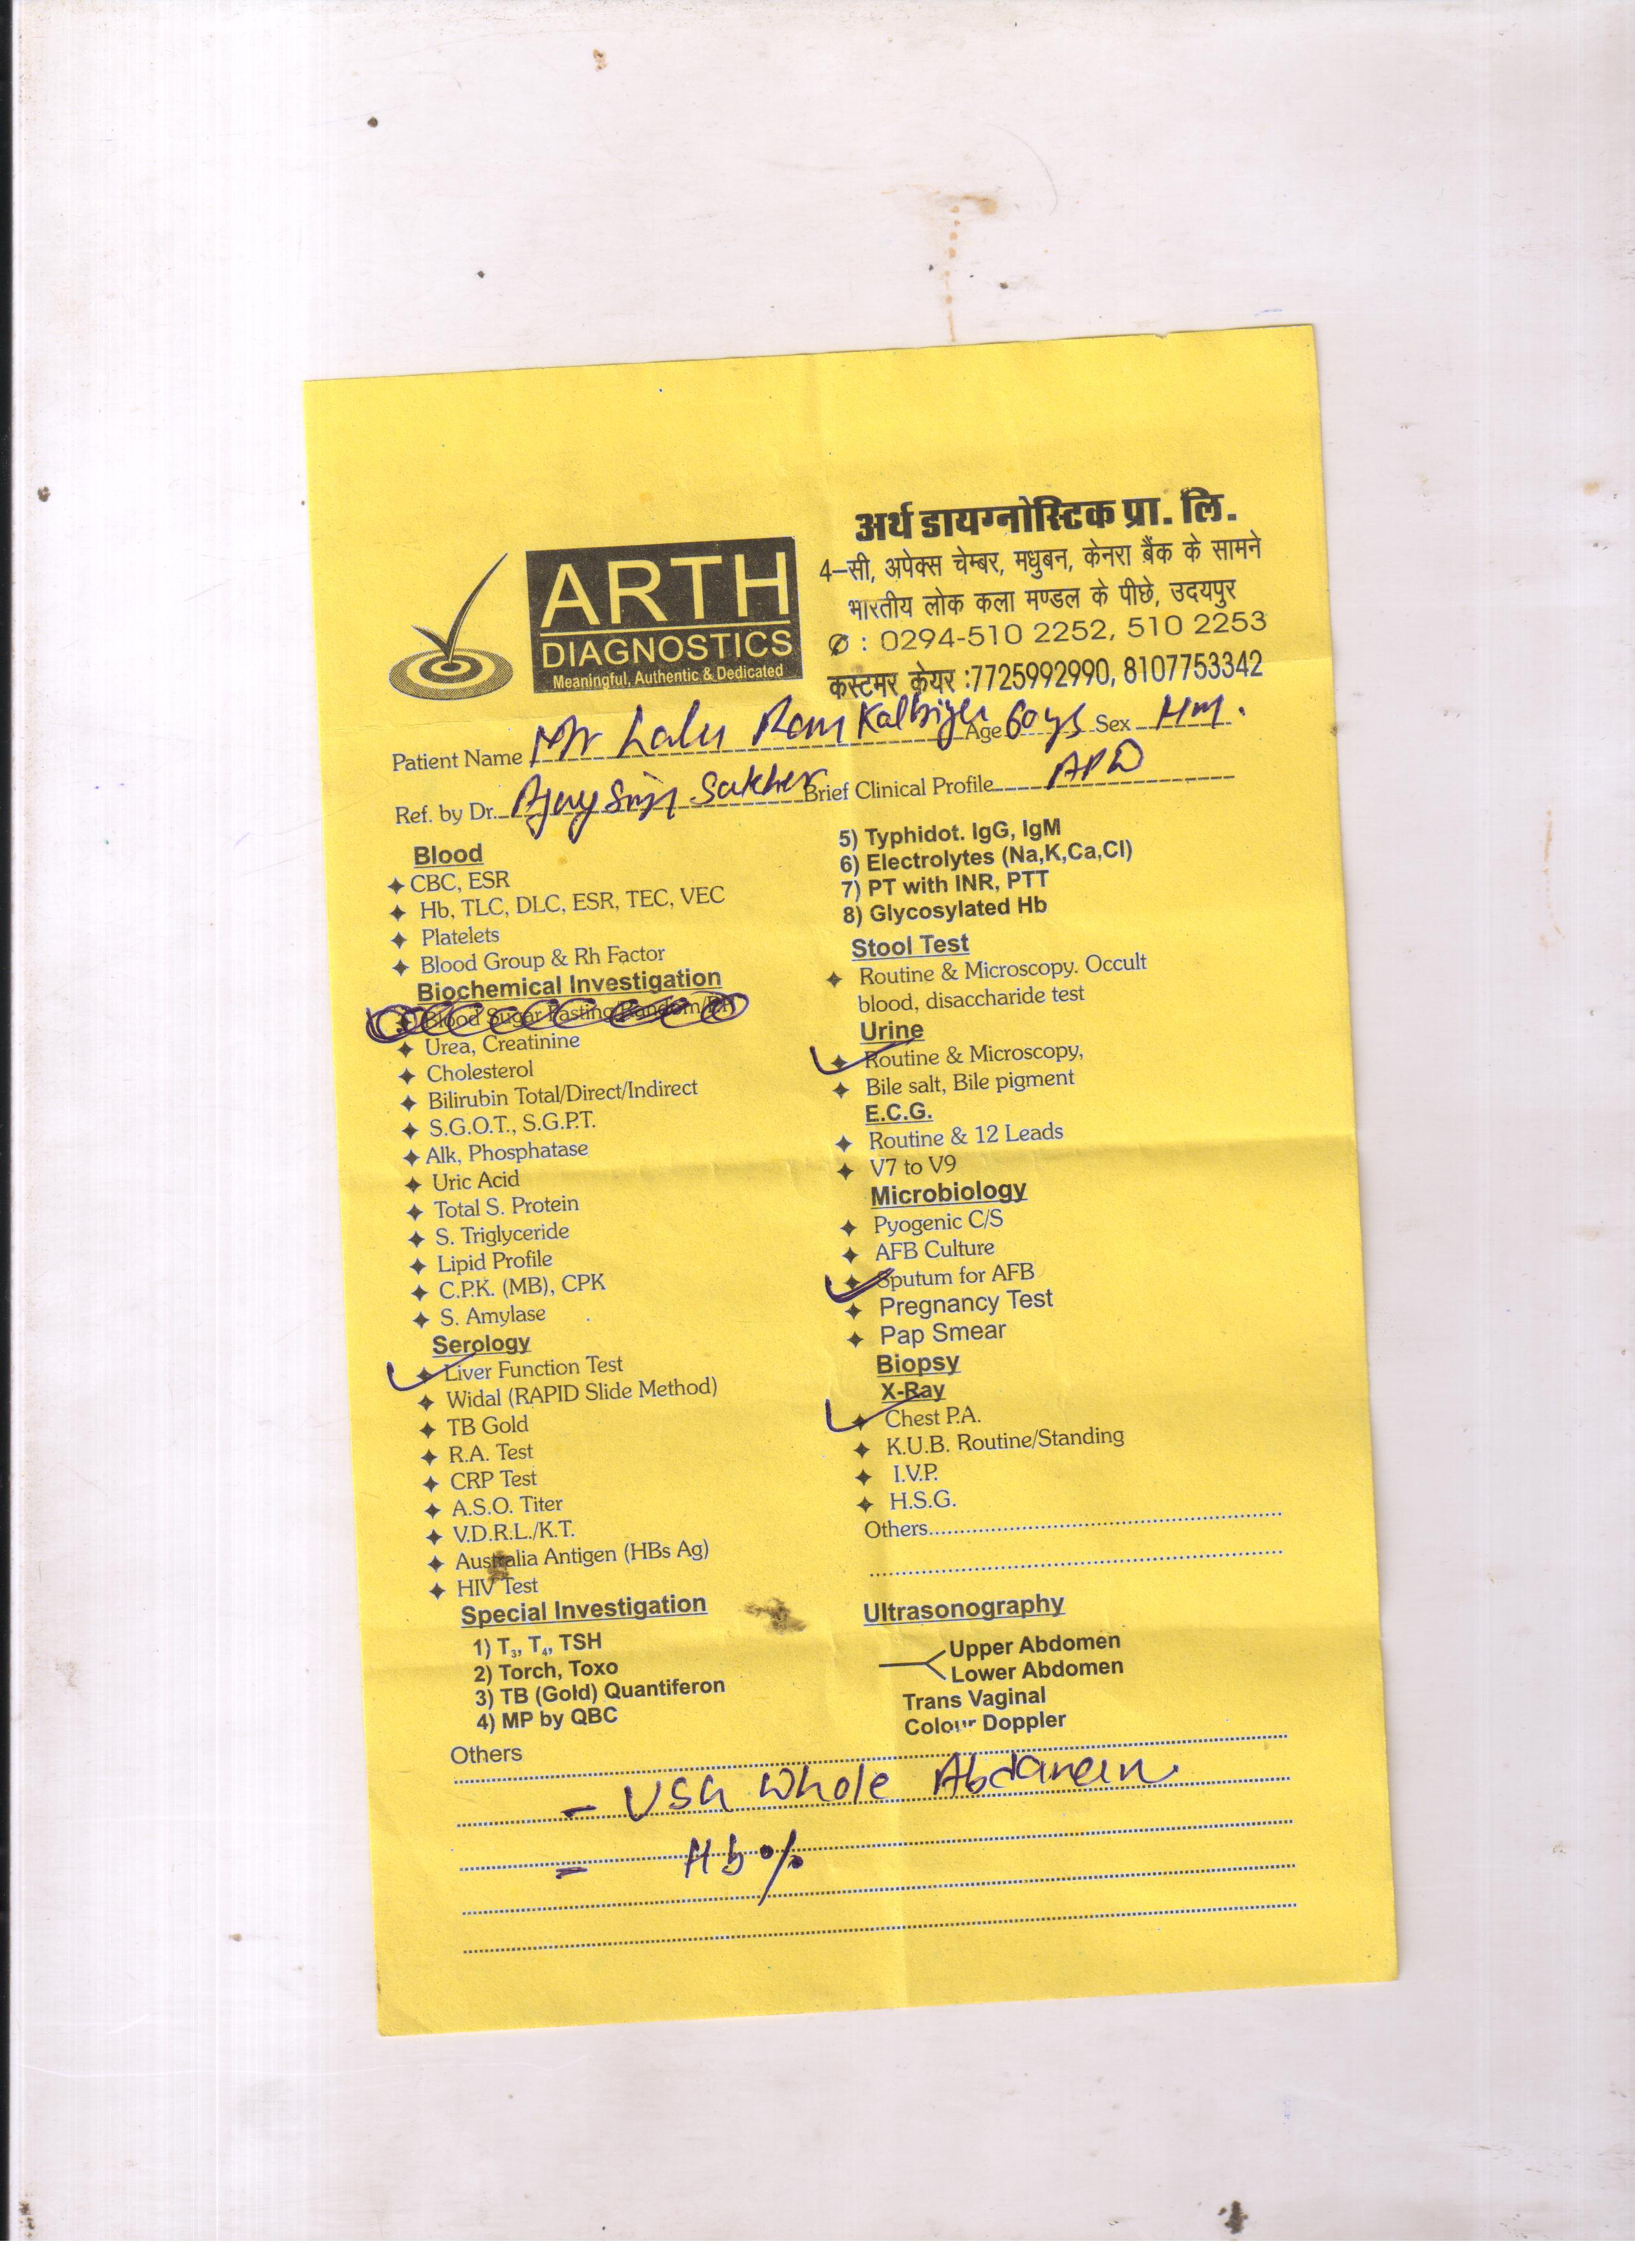 ARTH
DIAGNOSTICS
Meaningful, Authentic & Dedicated
अर्थ डायग्नोस्टिक प्रा. लि.
4–सी, अपेक्स चेम्बर, मधुबन, केनरा बैंक के सामने
भारतीय लोक कला मण्डल के पीछे, उदयपुर
✆ : 0294-510 2252, 510 2253
कस्टमर केयर :7725992990, 8107753342
Patient Name Mr Lalu Ram Age 60 ys Sex
Ref. by Dr. Ajay Brief Clinical Profile APD
Blood
✦ CBC, ESR
✦ Hb, TLC, DLC, ESR, TEC, VEC
✦ Platelets
✦ Blood Group & Rh Factor
Biochemical Investigation
✦ Blood Sugar Fasting/Random/
✦ Urea, Creatinine
✦ Cholesterol
✦ Bilirubin Total/Direct/Indirect
✦ S.G.O.T., S.G.P.T.
✦ Alk, Phosphatase
✦ Uric Acid
✦ Total S. Protein
✦ S. Triglyceride
✦ Lipid Profile
✦ C.P.K. (MB), CPK
✦ S. Amylase
Serology
✦ Liver Function Test
✦ Widal (RAPID Slide Method)
✦ TB Gold
✦ R.A. Test
✦ CRP Test
✦ A.S.O. Titer
✦ V.D.R.L./K.T.
✦ Australia Antigen (HBs Ag)
✦ HIV Test
Special Investigation
1) T3, T4, TSH
2) Torch, Toxo
3) TB (Gold) Quantiferon
4) MP by QBC
5) Typhidot. IgG, IgM
6) Electrolytes (Na,K,Ca,Cl)
7) PT with INR, PTT
8) Glycosylated Hb
Stool Test
✦ Routine & Microscopy. Occult
blood, disaccharide test
Urine
✦ Routine & Microscopy,
✦ Bile salt, Bile pigment
E.C.G.
✦ Routine & 12 Leads
✦ V7 to V9
Microbiology
✦ Pyogenic C/S
✦ AFB Culture
✦ Sputum for AFB
✦ Pregnancy Test
✦ Pap Smear
Biopsy
X-Ray
✦ Chest P.A.
✦ K.U.B. Routine/Standing
✦ I.V.P.
✦ H.S.G.
Others
Ultrasonography
Upper Abdomen
Lower Abdomen
Trans Vaginal
Colour Doppler
Others
– USG Whole Abdomen
– Hb%